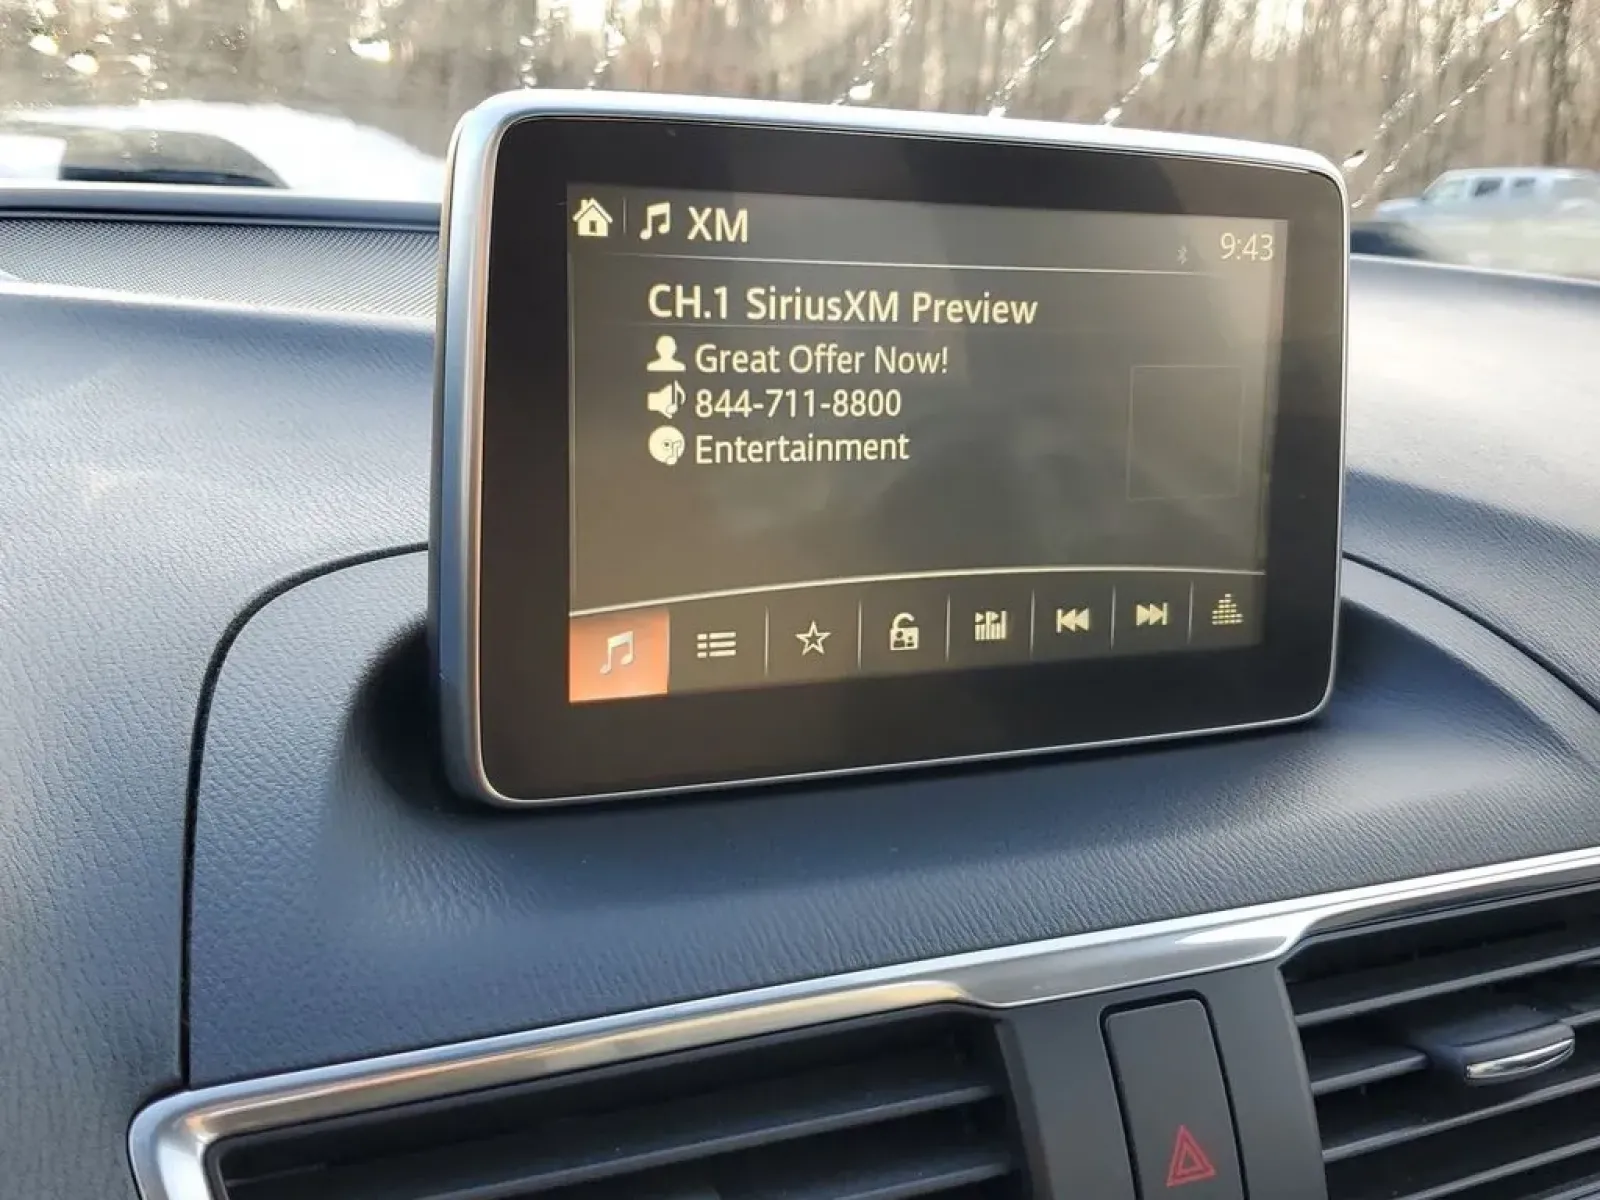 XM
9:43
CH.1 SiriusXM Preview
Great Offer Now!
844-711-8800
Entertainment